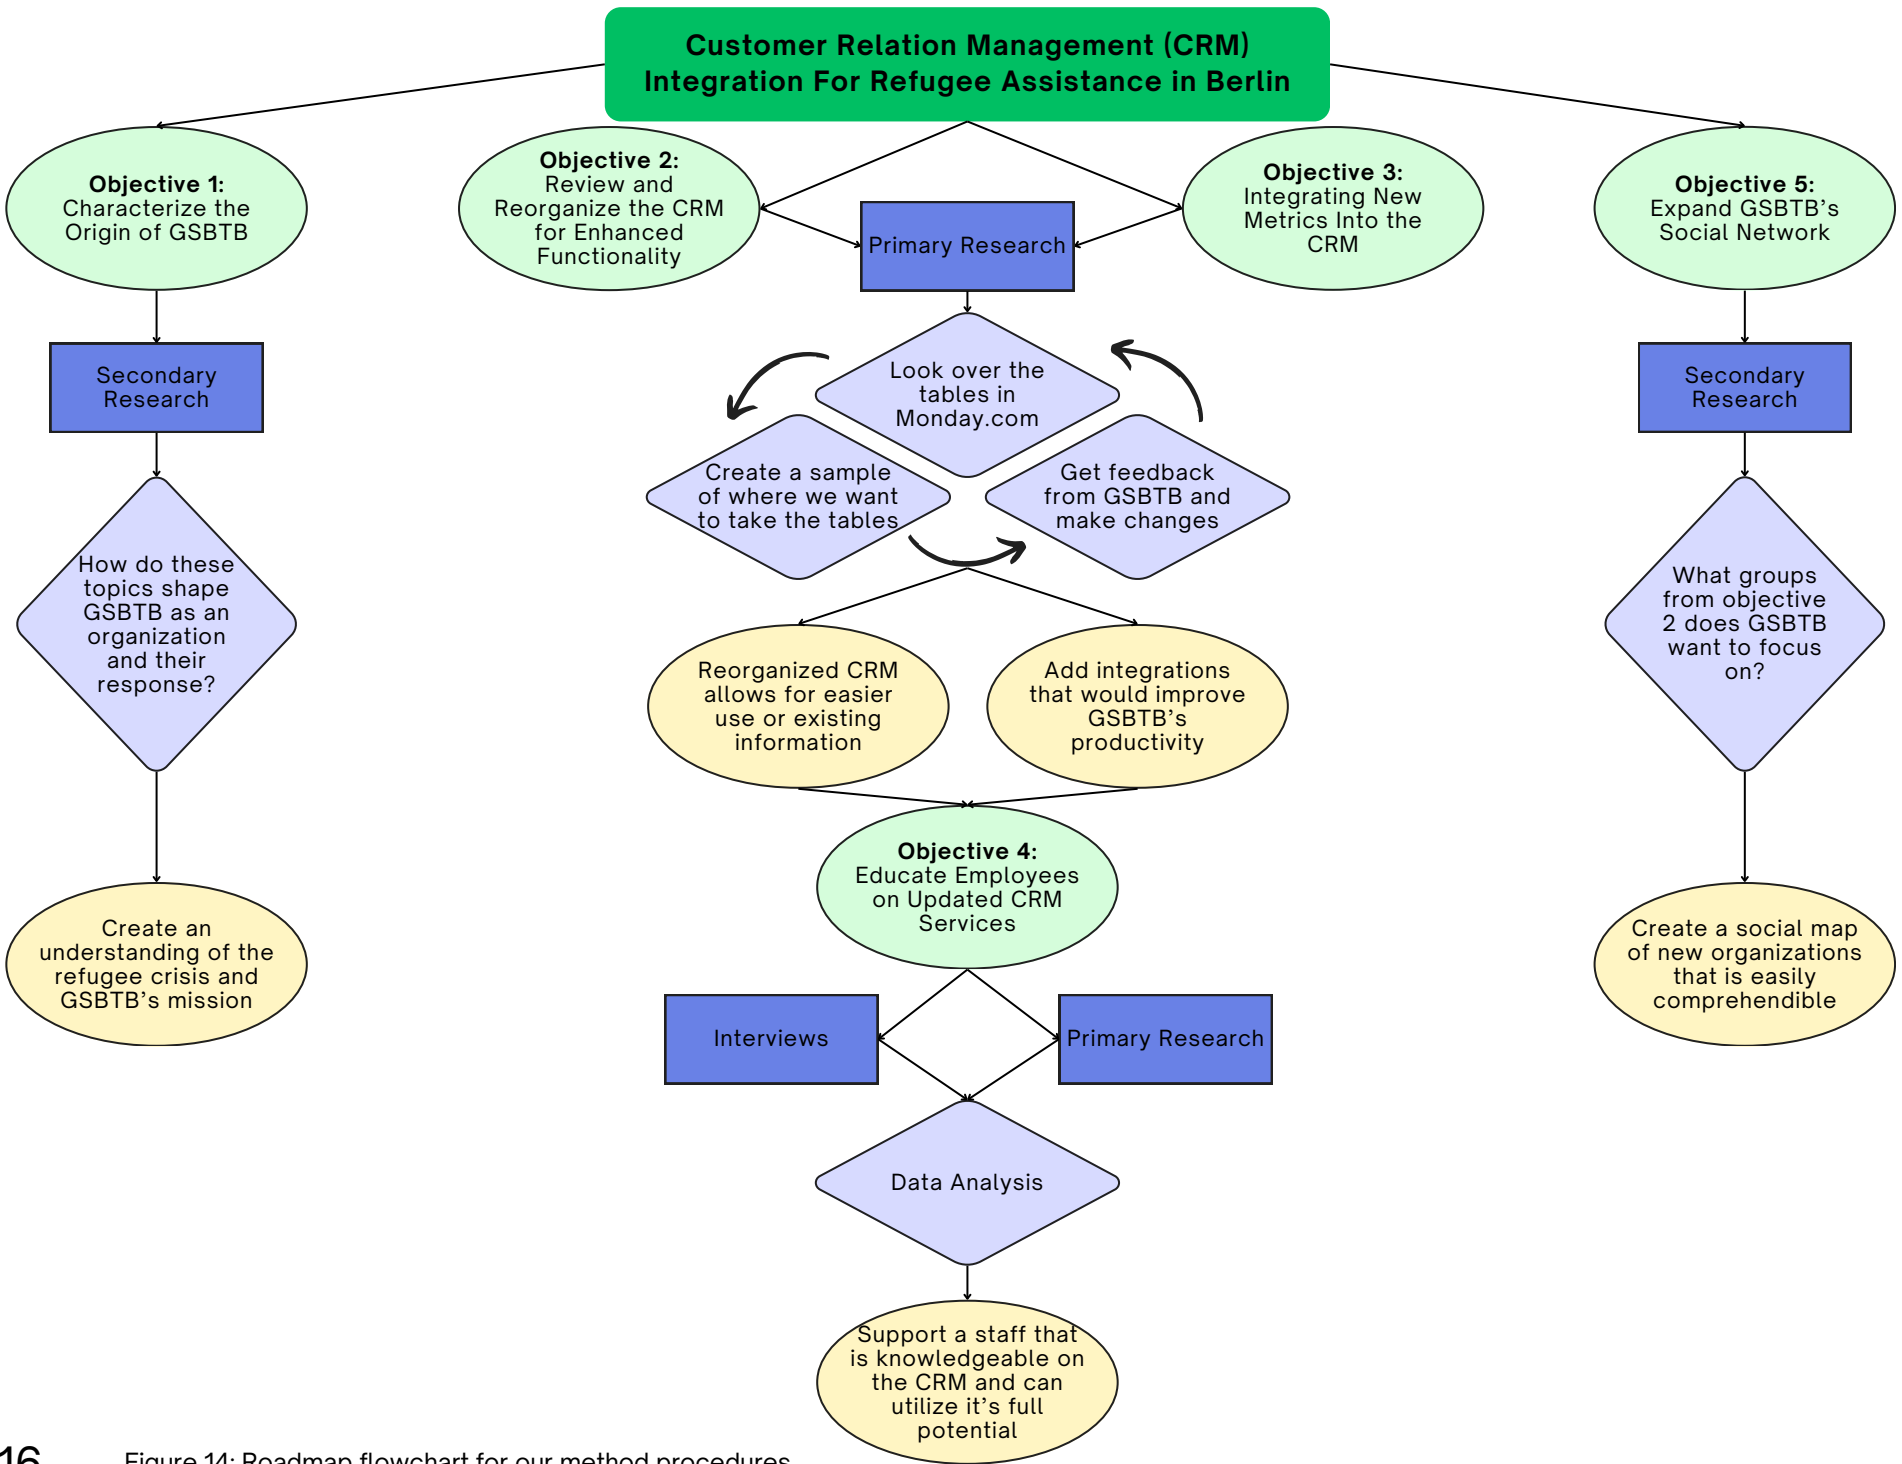 Customer Relation Management (CRM)
Integration For Refugee Assistance in Berlin
Objective 1:
Characterize the
Origin of GSBTB
Objective 2:
Review and
Reorganize the CRM
for Enhanced
Functionality
Objective 3:
Integrating New
Metrics Into the
CRM
Objective 5:
Expand GSBTB's
Social Network
Primary Research
Secondary
Research
Secondary
Research
Look over the
tables in
Monday.com
Create a sample
of where we want
to take the tables
Get feedback
from GSBTB and
make changes
How do these
topics shape
GSBTB as an
organization
and their
response?
What groups
from objective
2 does GSBTB
want to focus
on?
Reorganized CRM
allows for easier
use or existing
information
Add integrations
that would improve
GSBTB's
productivity
Objective 4:
Educate Employees
on Updated CRM
Services
Create an
understanding of the
refugee crisis and
GSBTB's mission
Create a social map
of new organizations
that is easily
comprehendible
Interviews
Primary Research
Data Analysis
Support a staff that
is knowledgeable on
the CRM and can
utilize it's full
potential
16
Figure 14: Roadmap flowchart for our method procedures